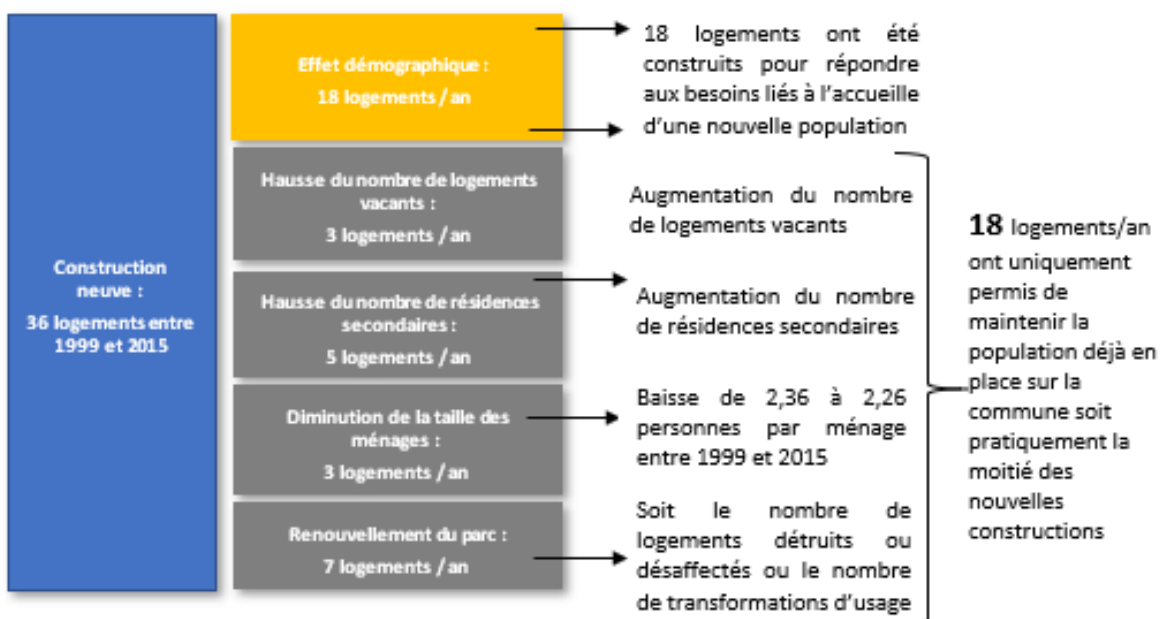 Construction
neuve :
36 logements entre
1999 et 2015
Effet démographique :
18 logements / an
18 logements ont été
construits pour répondre
aux besoins liés à l'accueille
d'une nouvelle population
Hausse du nombre de logements
vacants :
3 logements / an
Augmentation du nombre
de logements vacants
Hausse du nombre de résidences
secondaires :
5 logements / an
Augmentation du nombre
de résidences secondaires
Diminution de la taille des
ménages :
3 logements / an
Baisse de 2,36 à 2,26
personnes par ménage
entre 1999 et 2015
Renouvellement du parc :
7 logements / an
Soit le nombre de
logements détruits ou
désaffectés ou le nombre
de transformations d'usage
18 logements/an
ont uniquement
permis de
maintenir la
population déjà en
place sur la
commune soit
pratiquement la
moitié des
nouvelles
constructions